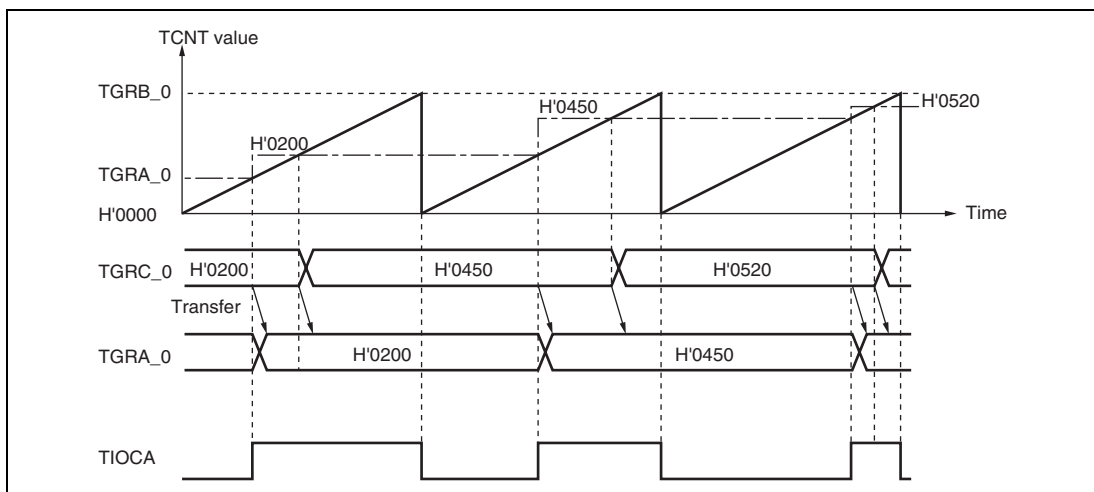 TCNT value
TGRB_0
H'0520
H'0450
H'0200
TGRA_0
H'0000
Time
TGRC_0
H'0200
H'0450
H'0520
Transfer
TGRA_0
H'0200
H'0450
TIOCA